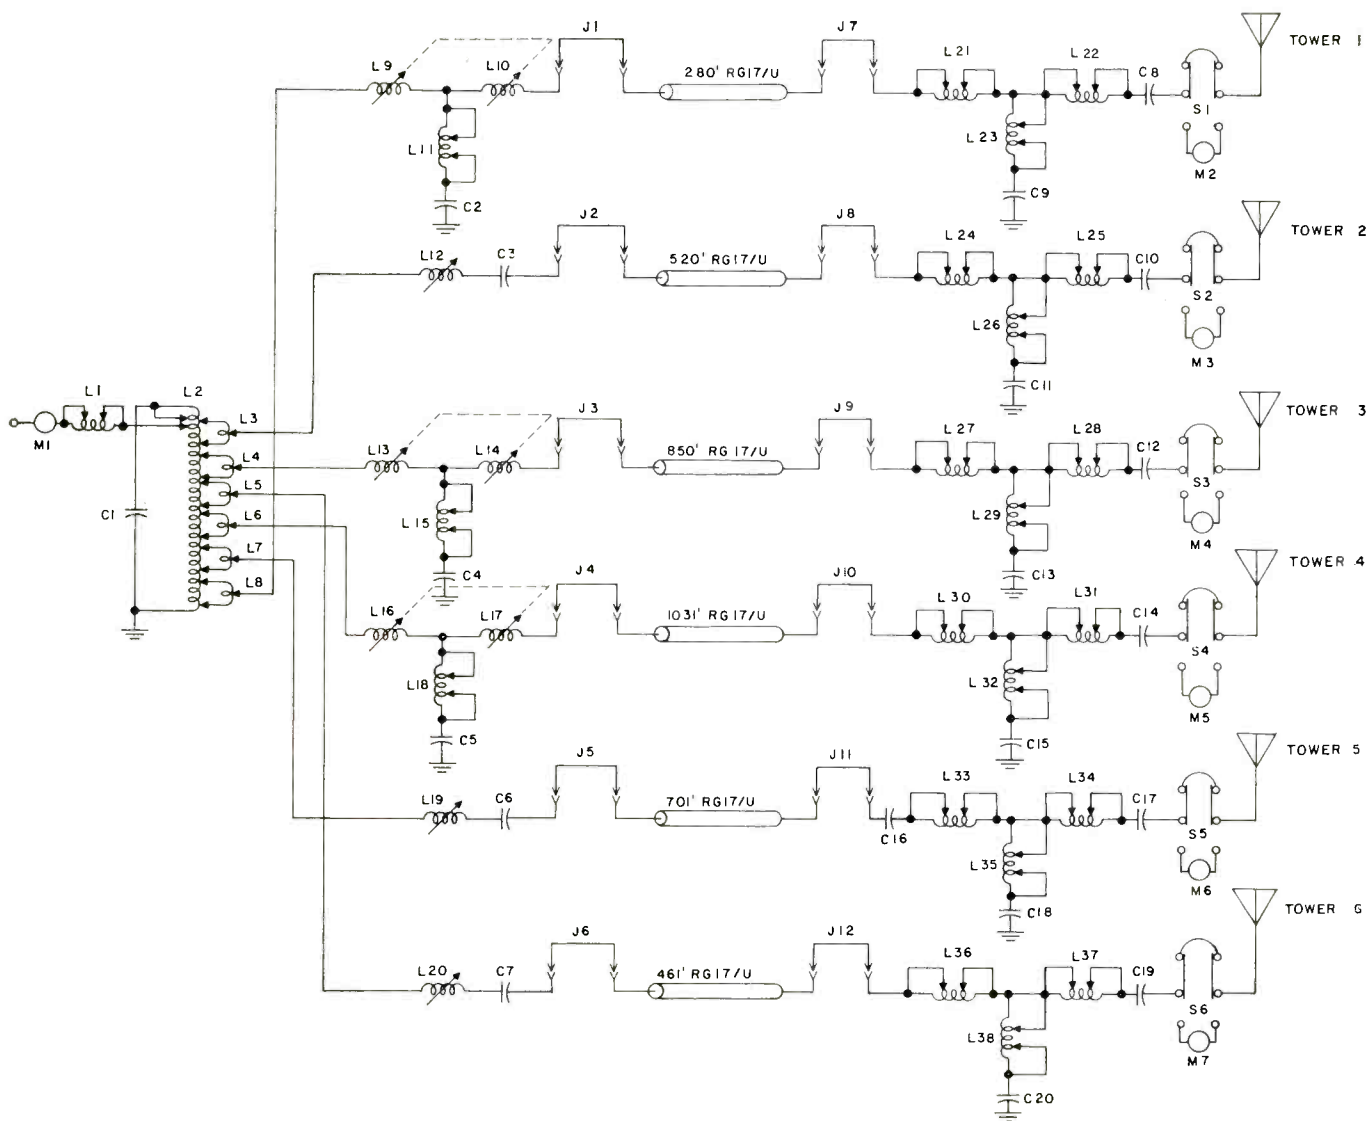 J1 J7
L9 L10 280' RG17/U L21 L22 C8 TOWER 1
S1
L11 L23
M2
C2 C9
J2 J8
L12 C3 520' RG17/U L24 L25 C10 TOWER 2
S2
L26
M3
C11
L1 L2 L3
M1
J3 J9
L4 L13 L14 850' RG17/U L27 L28 C12 TOWER 3
L5 S3
C1 L6 L15 L29
M4
L7
C4 C13
L8 J4 J10
L16 L17 1031' RG17/U L30 L31 C14 TOWER 4
S4
L18 L32
M5
C5 C15
J5 J11
L19 C6 701' RG17/U C16 L33 L34 C17 TOWER 5
S5
L35
M6
C18
J6 J12
L20 C7 461' RG17/U L36 L37 C19 TOWER 6
S6
L38
M7
C20